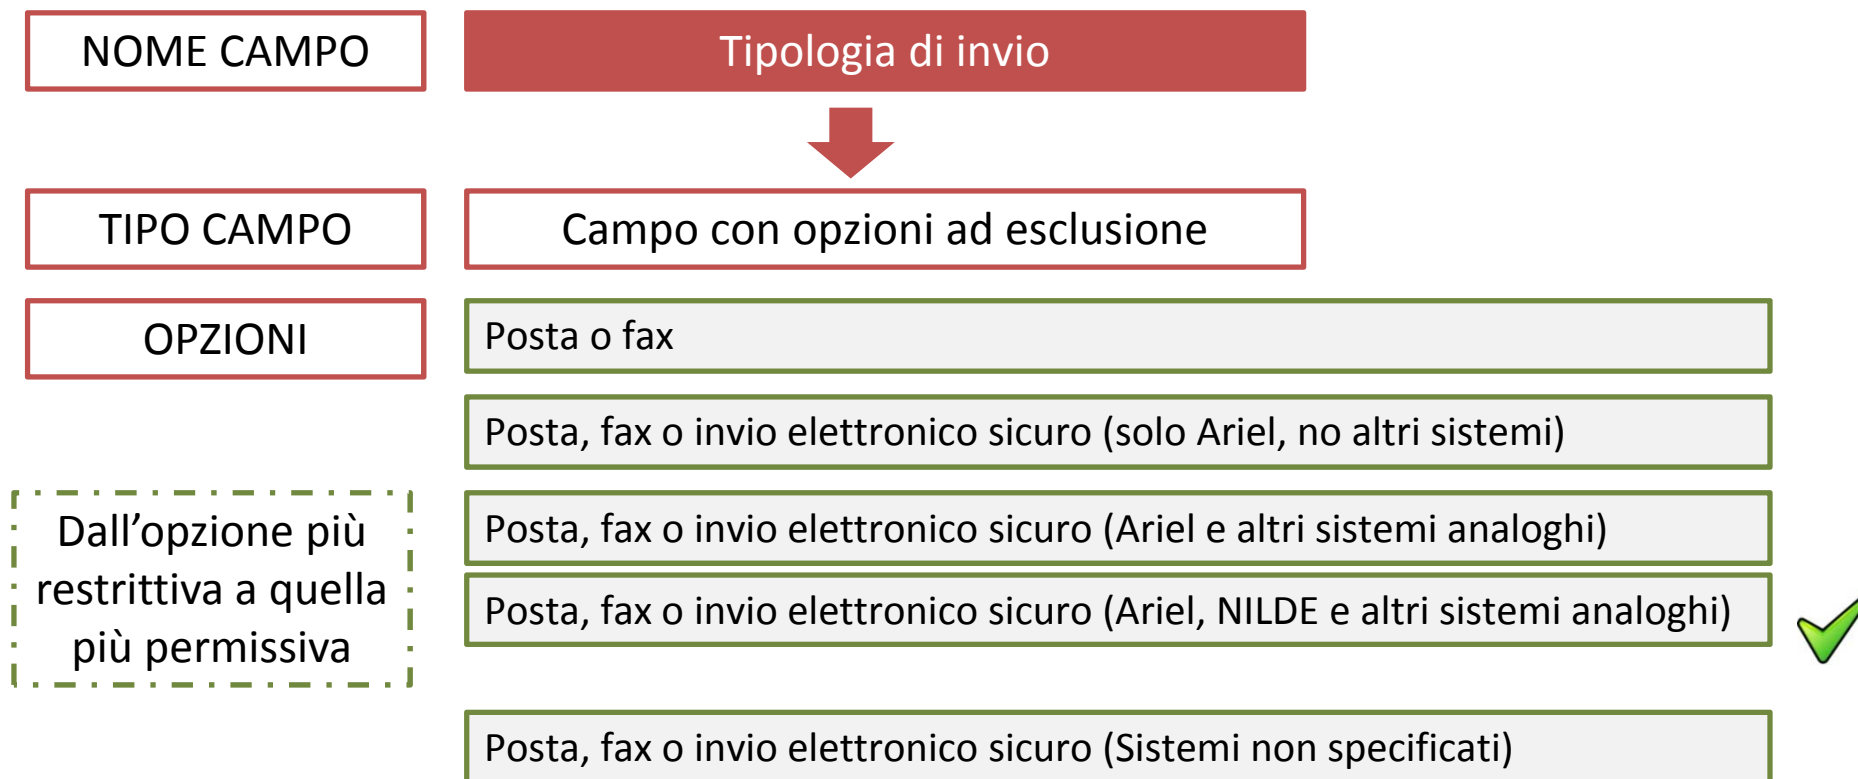 NOME CAMPO
Tipologia di invio
TIPO CAMPO
Campo con opzioni ad esclusione
OPZIONI
Posta o fax
Posta, fax o invio elettronico sicuro (solo Ariel, no altri sistemi)
Dall’opzione più
restrittiva a quella
più permissiva
Posta, fax o invio elettronico sicuro (Ariel e altri sistemi analoghi)
Posta, fax o invio elettronico sicuro (Ariel, NILDE e altri sistemi analoghi)
Posta, fax o invio elettronico sicuro (Sistemi non specificati)